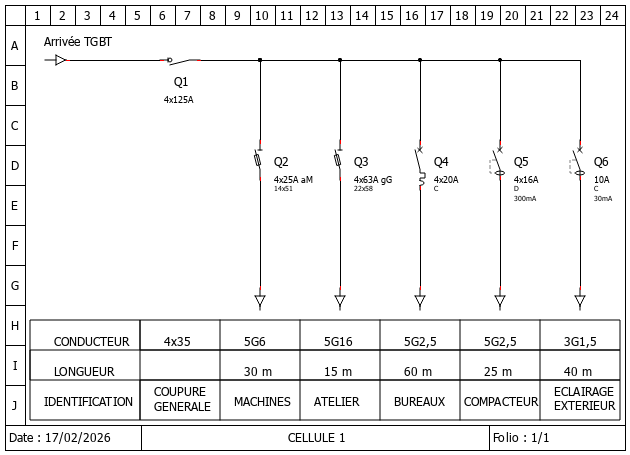 1 2 3 4 5 6 7 8 9 10 11 12 13 14 15 16 17 18 19 20 21 22 23 24
A
B
C
D
E
F
G
H
I
J
Arrivée TGBT
Q1
4x125A
Q2
4x25A aM
14x51
Q3
4x63A gG
22x58
Q4
4x20A
C
Q5
4x16A
D
300mA
Q6
10A
C
30mA
CONDUCTEUR 4x35 5G6 5G16 5G2,5 5G2,5 3G1,5
LONGUEUR 30 m 15 m 60 m 25 m 40 m
IDENTIFICATION COUPURE GENERALE MACHINES ATELIER BUREAUX COMPACTEUR ECLAIRAGE EXTERIEUR
Date : 17/02/2026 CELLULE 1 Folio : 1/1